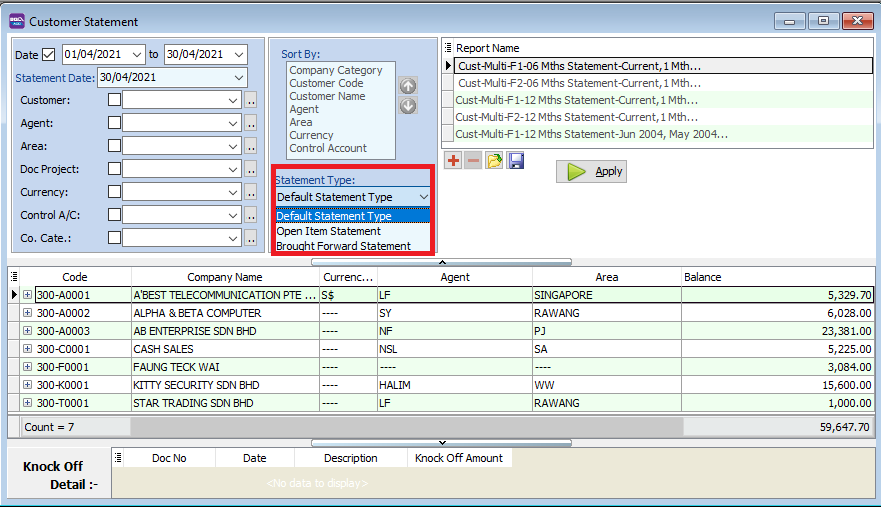 Customer Statement
Date 01/04/2021 to 30/04/2021
Statement Date: 30/04/2021
Customer: ..
Agent: ..
Area: ..
Doc Project: ..
Currency: ..
Control A/C: ..
Co. Cate.: ..
Sort By:
Company Category
Customer Code
Customer Name
Agent
Area
Currency
Control Account
Statement Type:
Default Statement Type
Default Statement Type
Open Item Statement
Brought Forward Statement
Report Name
Cust-Multi-F1-06 Mths Statement-Current,1 Mth...
Cust-Multi-F2-06 Mths Statement-Current,1 Mth...
Cust-Multi-F1-12 Mths Statement-Current,1 Mth...
Cust-Multi-F2-12 Mths Statement-Current,1 Mth...
Cust-Multi-F1-12 Mths Statement-Jun 2004, May 2004...
Apply
Code Company Name Currenc... Agent Area Balance
300-A0001 A'BEST TELECOMMUNICATION PTE ... S$ LF SINGAPORE 5,329.70
300-A0002 ALPHA & BETA COMPUTER ---- SY RAWANG 6,028.00
300-A0003 AB ENTERPRISE SDN BHD ---- NF PJ 23,381.00
300-C0001 CASH SALES ---- NSL SA 5,225.00
300-F0001 FAUNG TECK WAI ---- ---- ---- 3,084.00
300-K0001 KITTY SECURITY SDN BHD ---- HALIM WW 15,600.00
300-T0001 STAR TRADING SDN BHD ---- LF RAWANG 1,000.00
Count = 7 59,647.70
Knock Off
Detail :-
Doc No Date Description Knock Off Amount
<No data to display>